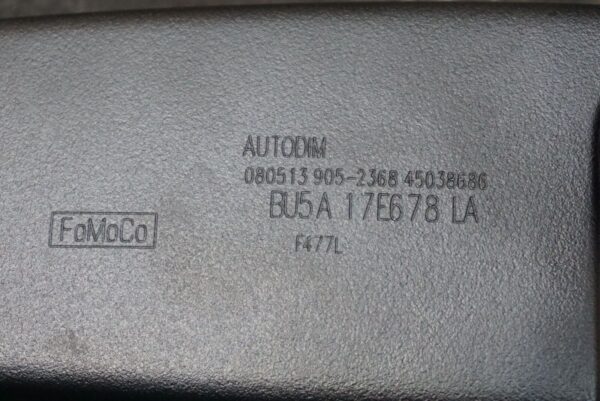 AUTODIM
080513 905-2368 45038686
BU5A 17E678 LA
FoMoCo
F477L